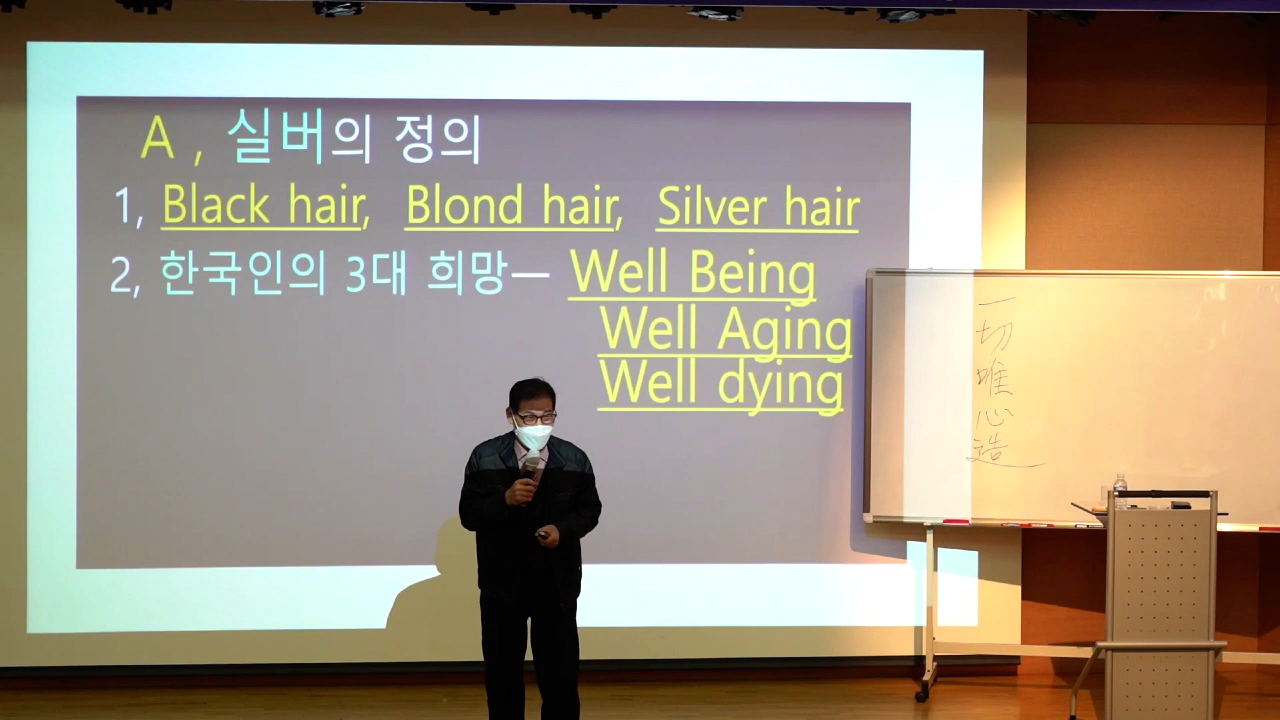 A , 실버의 정의
1, Black hair, Blond hair, Silver hair
2, 한국인의 3대 희망— Well Being
Well Aging
Well dying
一切唯心造